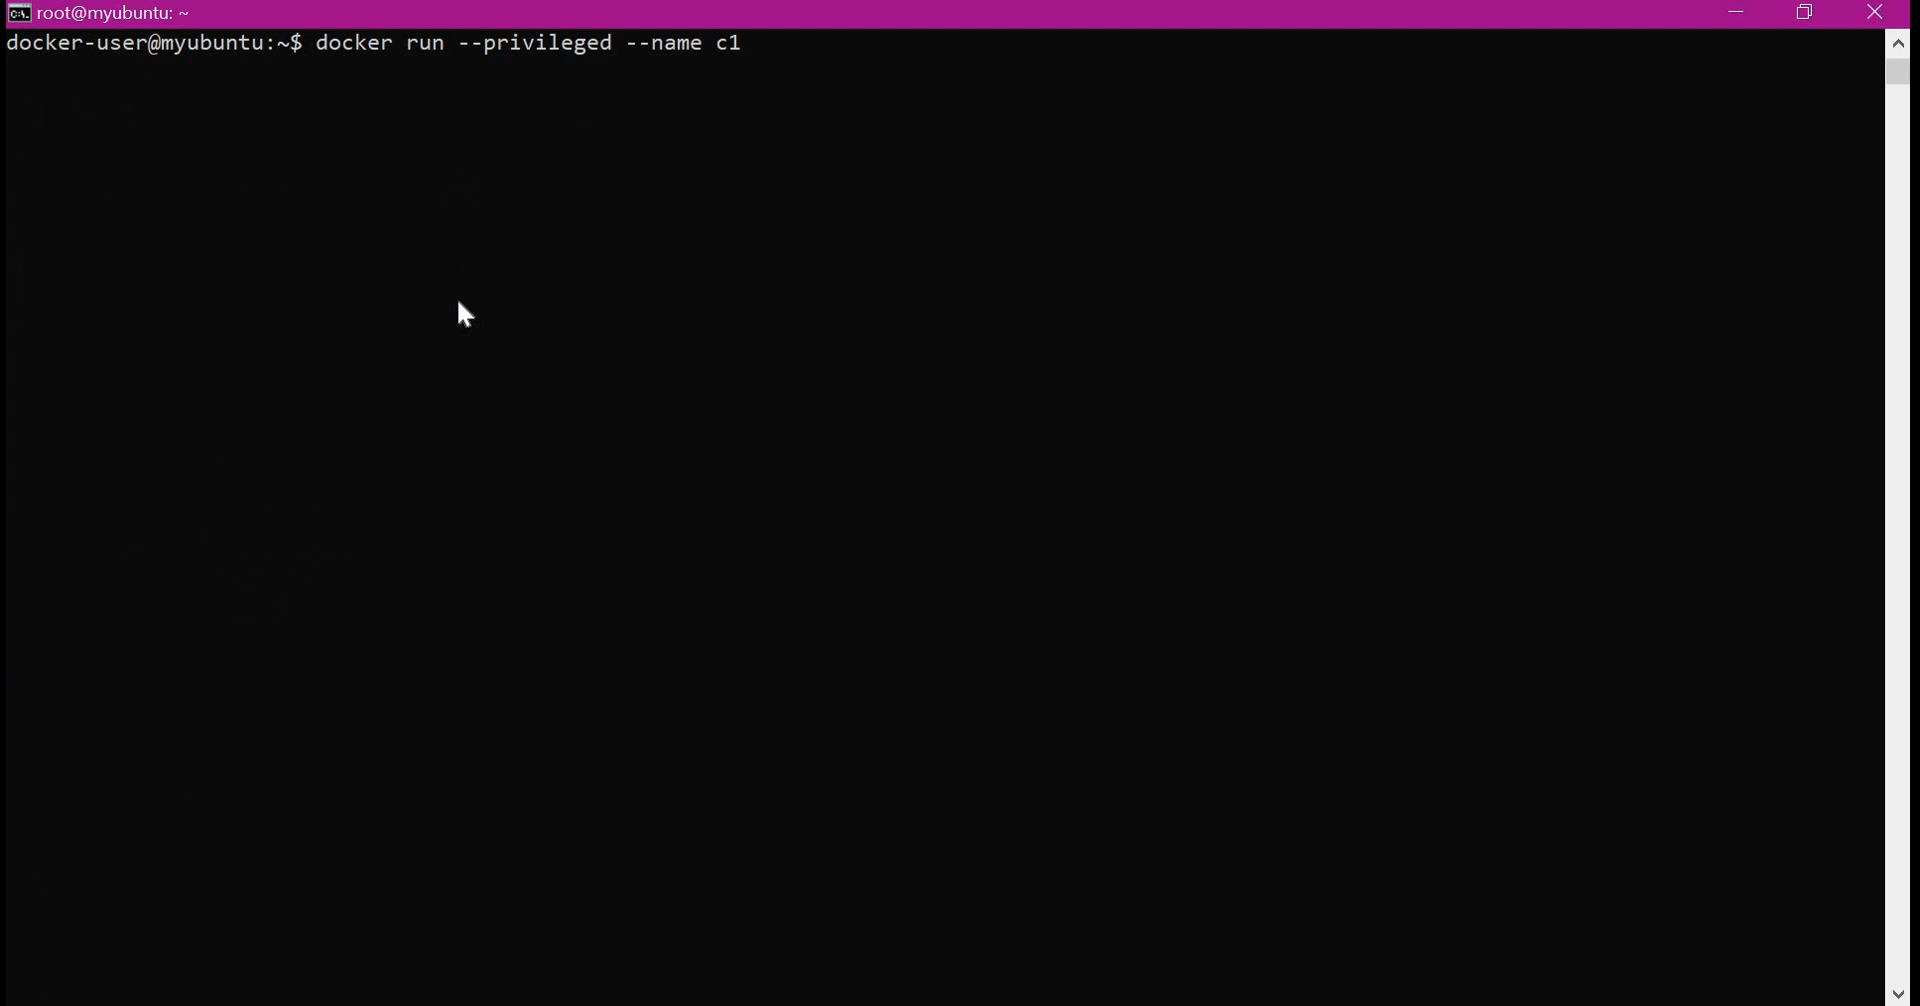 root@myubuntu: ~
docker-user@myubuntu:~$ docker run --privileged --name c1